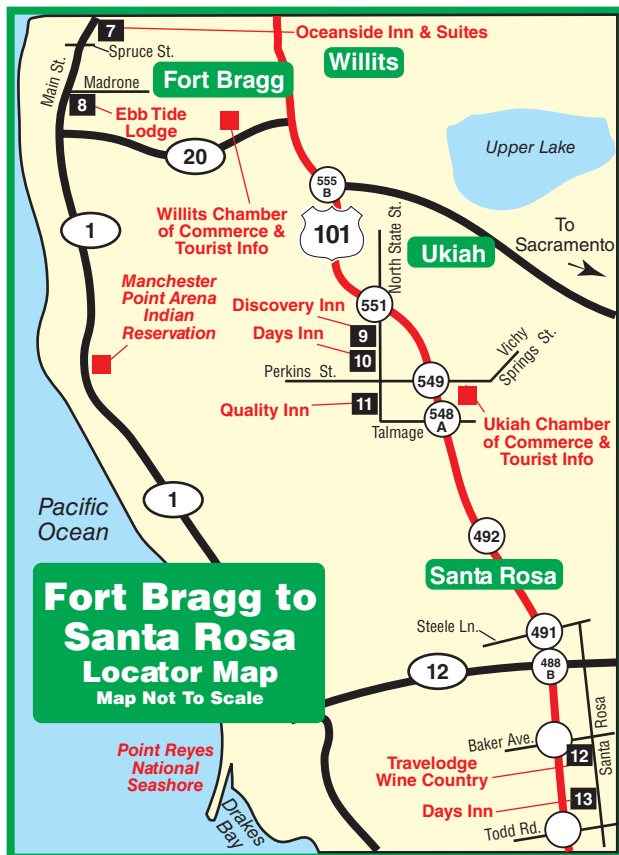 7
Oceanside Inn & Suites
Spruce St.
Main St.
Willits
Madrone
Fort Bragg
8
Ebb Tide
Lodge
20
Upper Lake
555
B
Willits Chamber
of Commerce &
Tourist Info
1
101
North State St.
Ukiah
To
Sacramento
Manchester
Point Arena
Indian
Reservation
Discovery Inn
551
9
Days Inn
10
Vichy
Springs St.
Perkins St.
549
Quality Inn
11
548
A
Talmage
Ukiah Chamber
of Commerce &
Tourist Info
1
Pacific
Ocean
492
Santa Rosa
Fort Bragg to
Santa Rosa
Locator Map
Map Not To Scale
Steele Ln.
491
488
B
12
Santa Rosa
Baker Ave.
12
Point Reyes
National
Seashore
Travelodge
Wine Country
13
Days Inn
Drakes
Bay
Todd Rd.